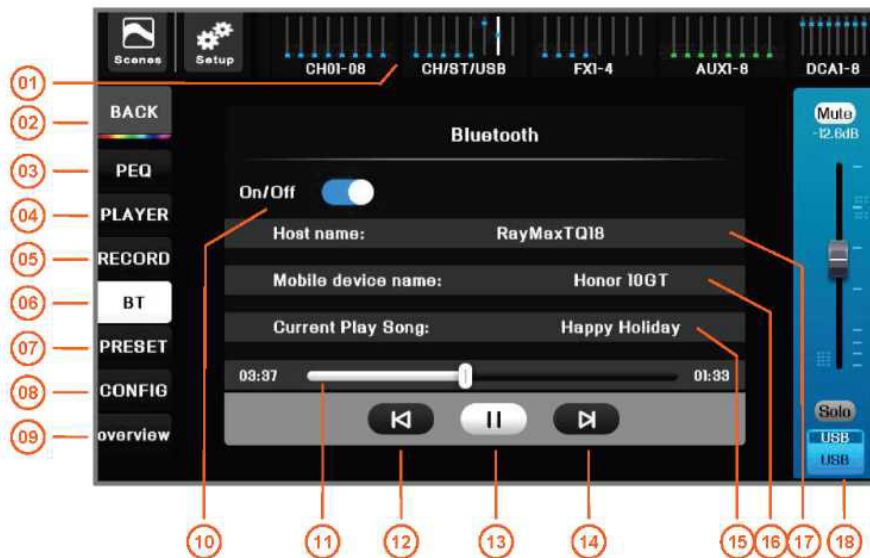 Scenes
Setup
CH01-08
CH/ST/USB
FX1-4
AUX1-8
DCA1-8
01
02
03
04
05
06
07
08
09
BACK
PEQ
PLAYER
RECORD
BT
PRESET
CONFIG
overview
Bluetooth
On/Off
Host name: RayMaxTQ18
Mobile device name: Honor 10GT
Current Play Song: Happy Holiday
03:37 01:33
Mute
-12.6dB
Solo
USB
USB
10 11 12 13 14 15 16 17 18